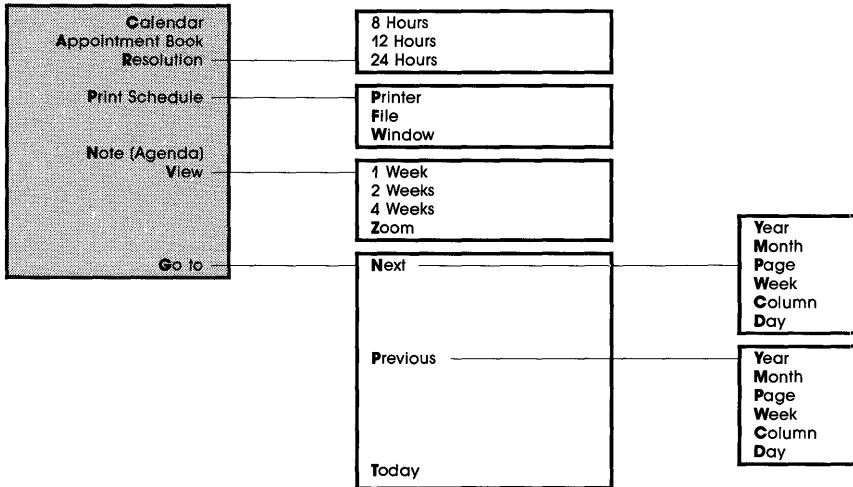 Calendar
Appointment Book
Resolution
8 Hours
12 Hours
24 Hours
Print Schedule
Printer
File
Window
Note (Agenda)
View
1 Week
2 Weeks
4 Weeks
Zoom
Go to
Next
Year
Month
Page
Week
Column
Day
Previous
Year
Month
Page
Week
Column
Day
Today